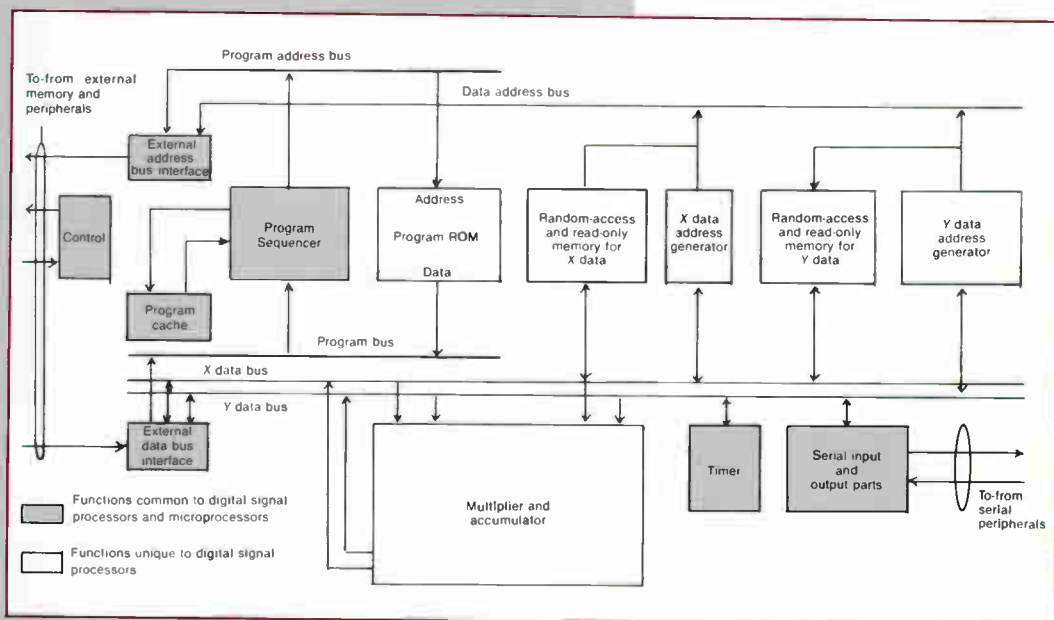 Program address bus
To-from external
memory and
peripherals
Data address bus
External
address
bus interface
Control
Program
Sequencer
Address
Program ROM
Data
Random-access
and read-only
memory for
X data
X data
address
generator
Random-access
and read-only
memory for
Y data
Y data
address
generator
Program
cache
Program bus
X data bus
Y data bus
External
data bus
interface
Multiplier and
accumulator
Timer
Serial input
and
output parts
To-from
serial
peripherals
Functions common to digital signal
processors and microprocessors
Functions unique to digital signal
processors